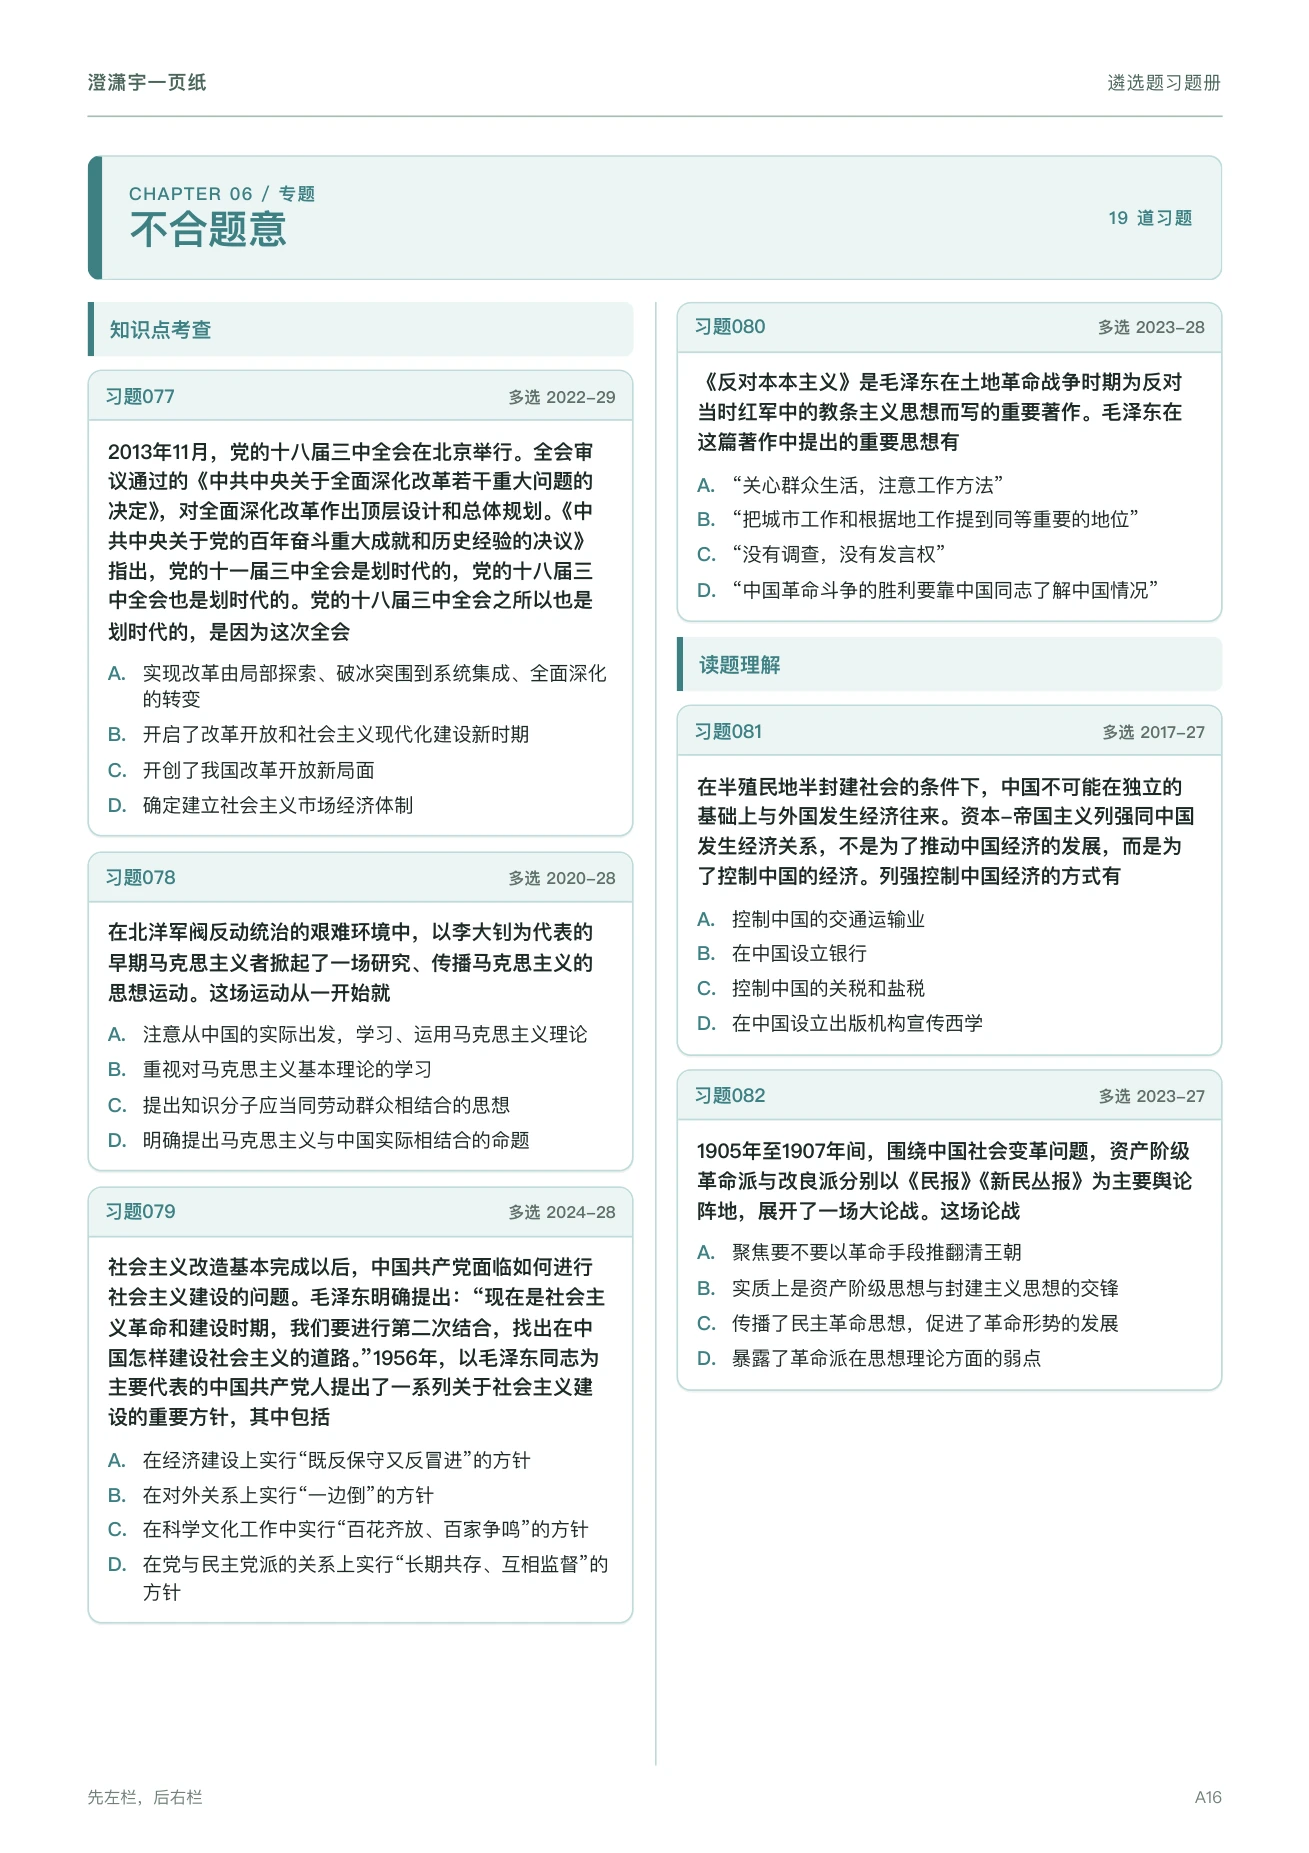 澄潇宇一页纸
遴选题习题册
CHAPTER 06 / 专题
不合题意
19 道习题
知识点考查
习题077
多选 2022–29
2013年11月，党的十八届三中全会在北京举行。全会审
议通过的《中共中央关于全面深化改革若干重大问题的
决定》，对全面深化改革作出顶层设计和总体规划。《中
共中央关于党的百年奋斗重大成就和历史经验的决议》
指出，党的十一届三中全会是划时代的，党的十八届三
中全会也是划时代的。党的十八届三中全会之所以也是
划时代的，是因为这次全会
A. 实现改革由局部探索、破冰突围到系统集成、全面深化
的转变
B. 开启了改革开放和社会主义现代化建设新时期
C. 开创了我国改革开放新局面
D. 确定建立社会主义市场经济体制
习题078
多选 2020–28
在北洋军阀反动统治的艰难环境中，以李大钊为代表的
早期马克思主义者掀起了一场研究、传播马克思主义的
思想运动。这场运动从一开始就
A. 注意从中国的实际出发，学习、运用马克思主义理论
B. 重视对马克思主义基本理论的学习
C. 提出知识分子应当同劳动群众相结合的思想
D. 明确提出马克思主义与中国实际相结合的命题
习题079
多选 2024–28
社会主义改造基本完成以后，中国共产党面临如何进行
社会主义建设的问题。毛泽东明确提出：“现在是社会主
义革命和建设时期，我们要进行第二次结合，找出在中
国怎样建设社会主义的道路。”1956年，以毛泽东同志为
主要代表的中国共产党人提出了一系列关于社会主义建
设的重要方针，其中包括
A. 在经济建设上实行“既反保守又反冒进”的方针
B. 在对外关系上实行“一边倒”的方针
C. 在科学文化工作中实行“百花齐放、百家争鸣”的方针
D. 在党与民主党派的关系上实行“长期共存、互相监督”的
方针
习题080
多选 2023–28
《反对本本主义》是毛泽东在土地革命战争时期为反对
当时红军中的教条主义思想而写的重要著作。毛泽东在
这篇著作中提出的重要思想有
A. “关心群众生活，注意工作方法”
B. “把城市工作和根据地工作提到同等重要的地位”
C. “没有调查，没有发言权”
D. “中国革命斗争的胜利要靠中国同志了解中国情况”
读题理解
习题081
多选 2017–27
在半殖民地半封建社会的条件下，中国不可能在独立的
基础上与外国发生经济往来。资本–帝国主义列强同中国
发生经济关系，不是为了推动中国经济的发展，而是为
了控制中国的经济。列强控制中国经济的方式有
A. 控制中国的交通运输业
B. 在中国设立银行
C. 控制中国的关税和盐税
D. 在中国设立出版机构宣传西学
习题082
多选 2023–27
1905年至1907年间，围绕中国社会变革问题，资产阶级
革命派与改良派分别以《民报》《新民丛报》为主要舆论
阵地，展开了一场大论战。这场论战
A. 聚焦要不要以革命手段推翻清王朝
B. 实质上是资产阶级思想与封建主义思想的交锋
C. 传播了民主革命思想，促进了革命形势的发展
D. 暴露了革命派在思想理论方面的弱点
先左栏，后右栏
A16